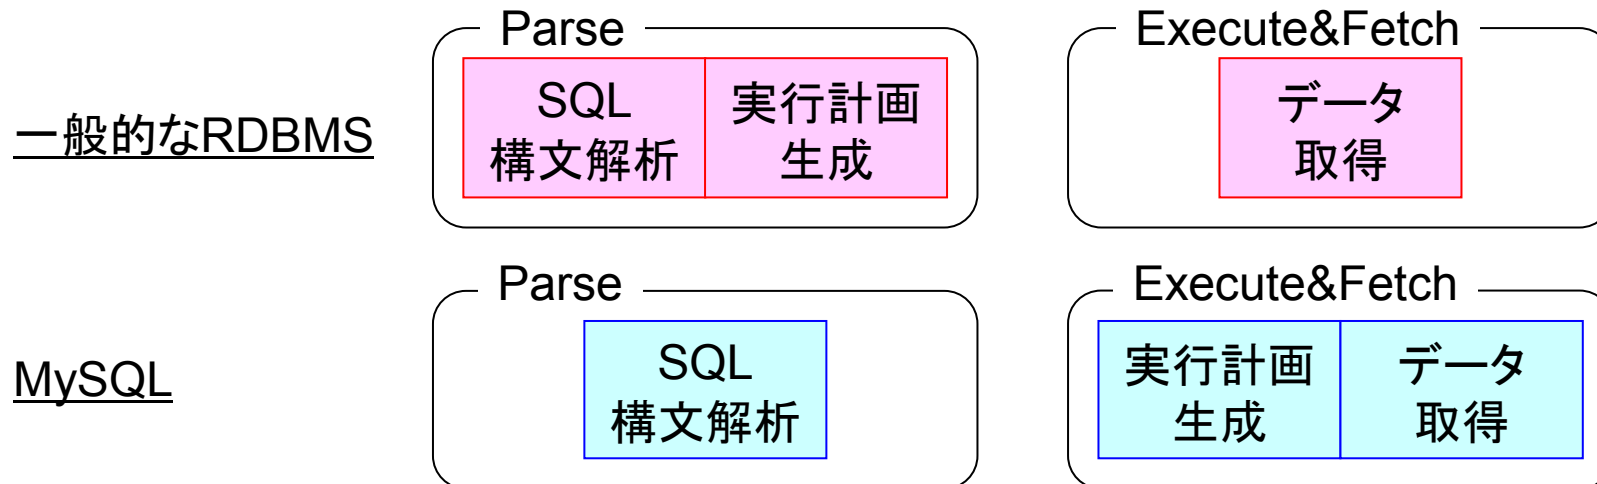 Parse
Execute&Fetch
一般的なRDBMS
SQL
構文解析
実行計画
生成
データ
取得
Parse
Execute&Fetch
MySQL
SQL
構文解析
実行計画
生成
データ
取得